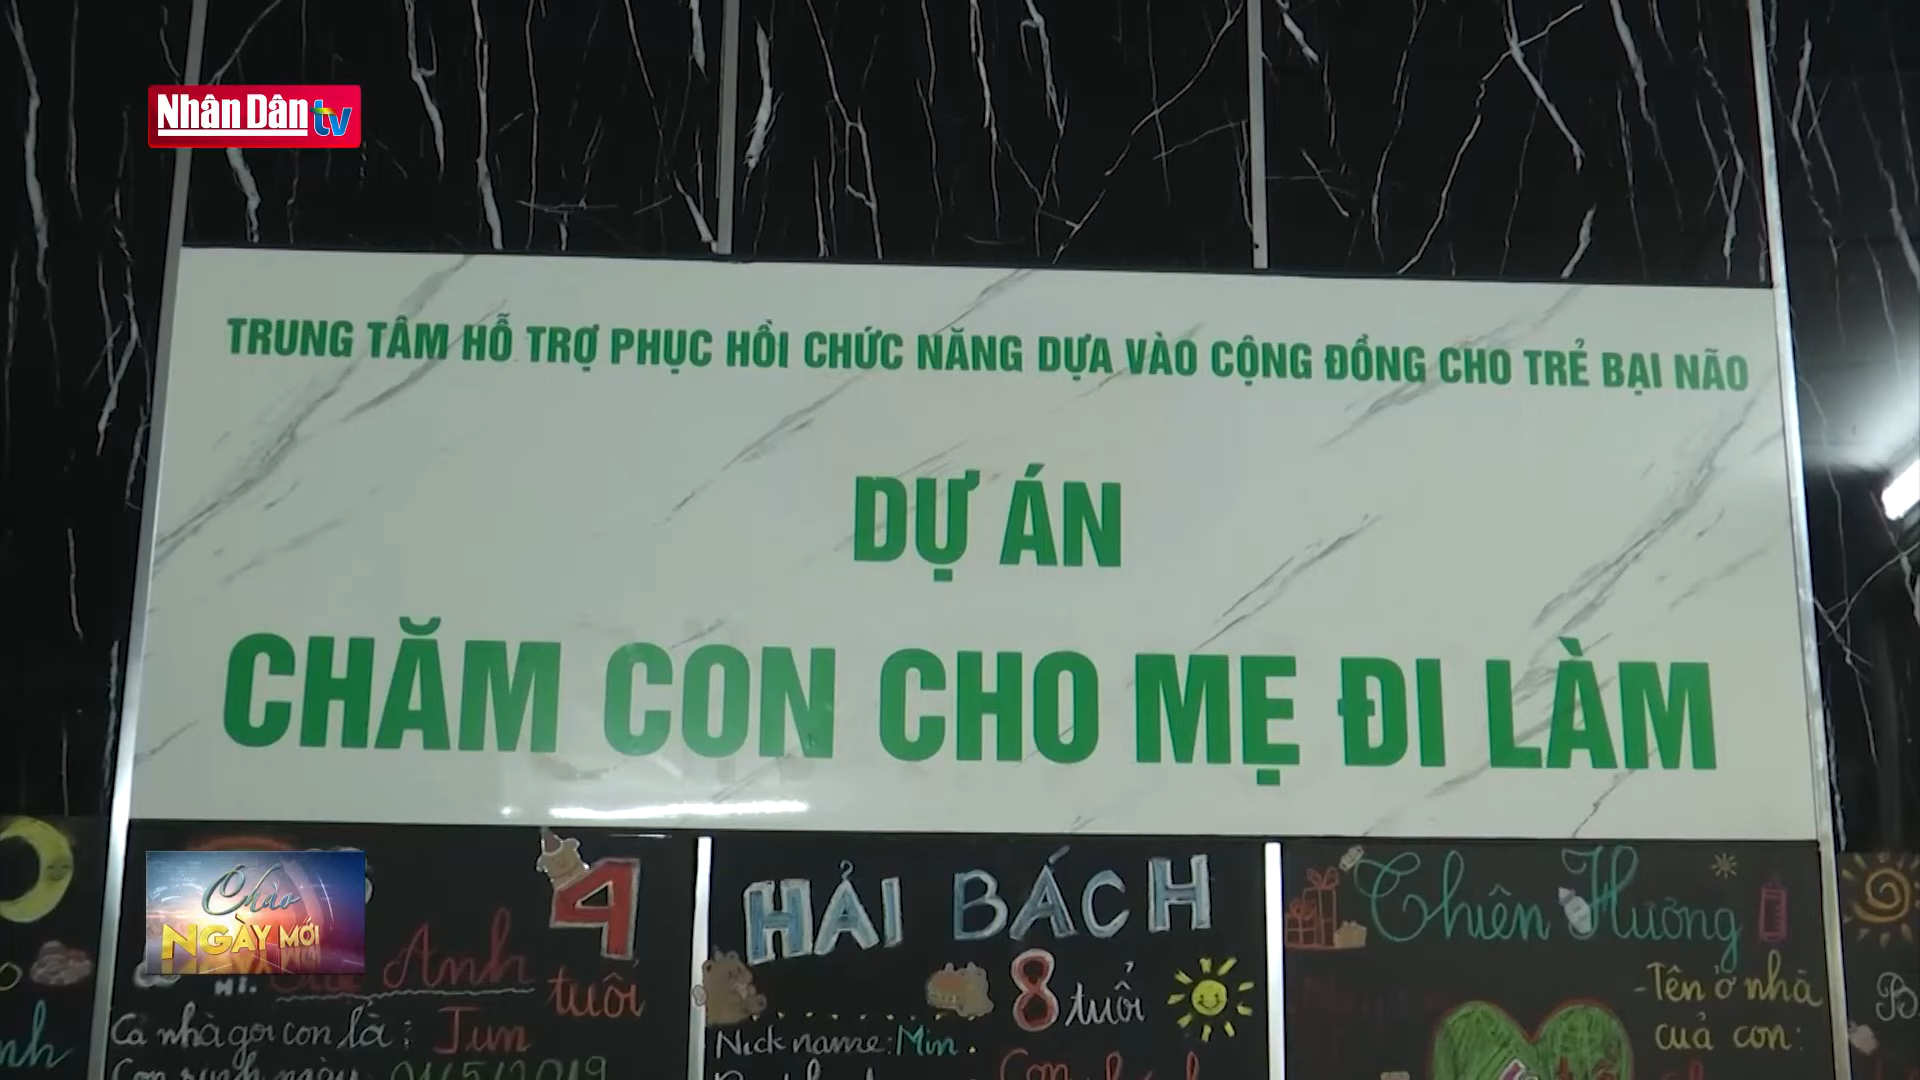 Nhân Dân tv
TRUNG TÂM HỖ TRỢ PHỤC HỒI CHỨC NĂNG DỰA VÀO CỘNG ĐỒNG CHO TRẺ BẠI NÃO
DỰ ÁN
CHĂM CON CHO MẸ ĐI LÀM
Chào
NGÀY MỚI
4
Anh
tuổi
Cả nhà gọi con là: Jun
HẢI BÁCH
8 tuổi
Nick name: Min.
Thiên Hương
-Tên ở nhà
của con: